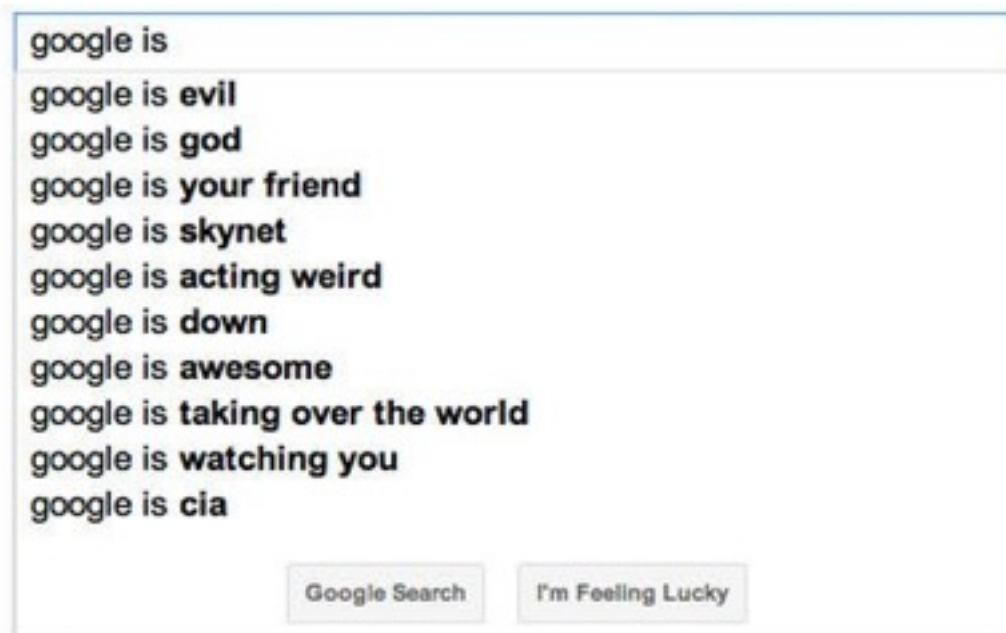 google is
google is evil
google is god
google is your friend
google is skynet
google is acting weird
google is down
google is awesome
google is taking over the world
google is watching you
google is cia
Google Search I'm Feeling Lucky